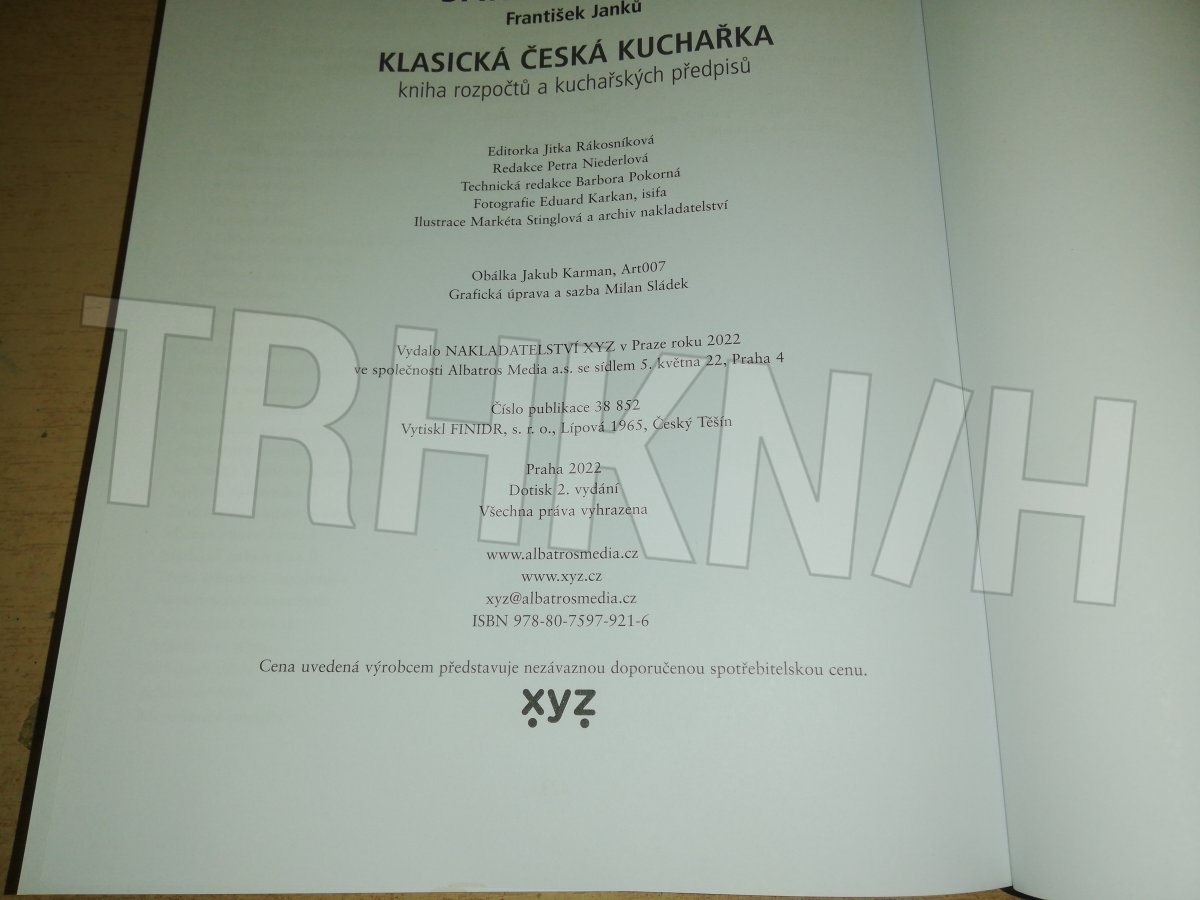 František Janků
KLASICKÁ ČESKÁ KUCHAŘKA
kniha rozpočtů a kuchařských předpisů
Editorka Jitka Rákosníková
Redakce Petra Niederlová
Technická redakce Barbora Pokorná
Fotografie Eduard Karkan, isifa
Ilustrace Markéta Stinglová a archiv nakladatelství
Obálka Jakub Karman, Art007
Grafická úprava a sazba Milan Sládek
Vydalo NAKLADATELSTVÍ XYZ v Praze roku 2022
ve společnosti Albatros Media a.s. se sídlem 5. května 22, Praha 4
Číslo publikace 38 852
Vytiskl FINIDR, s. r. o., Lípová 1965, Český Těšín
Praha 2022
Dotisk 2. vydání
Všechna práva vyhrazena
www.albatrosmedia.cz
www.xyz.cz
xyz@albatrosmedia.cz
ISBN 978-80-7597-921-6
Cena uvedená výrobcem představuje nezávaznou doporučenou spotřebitelskou cenu.
xyz
TRHKN/H